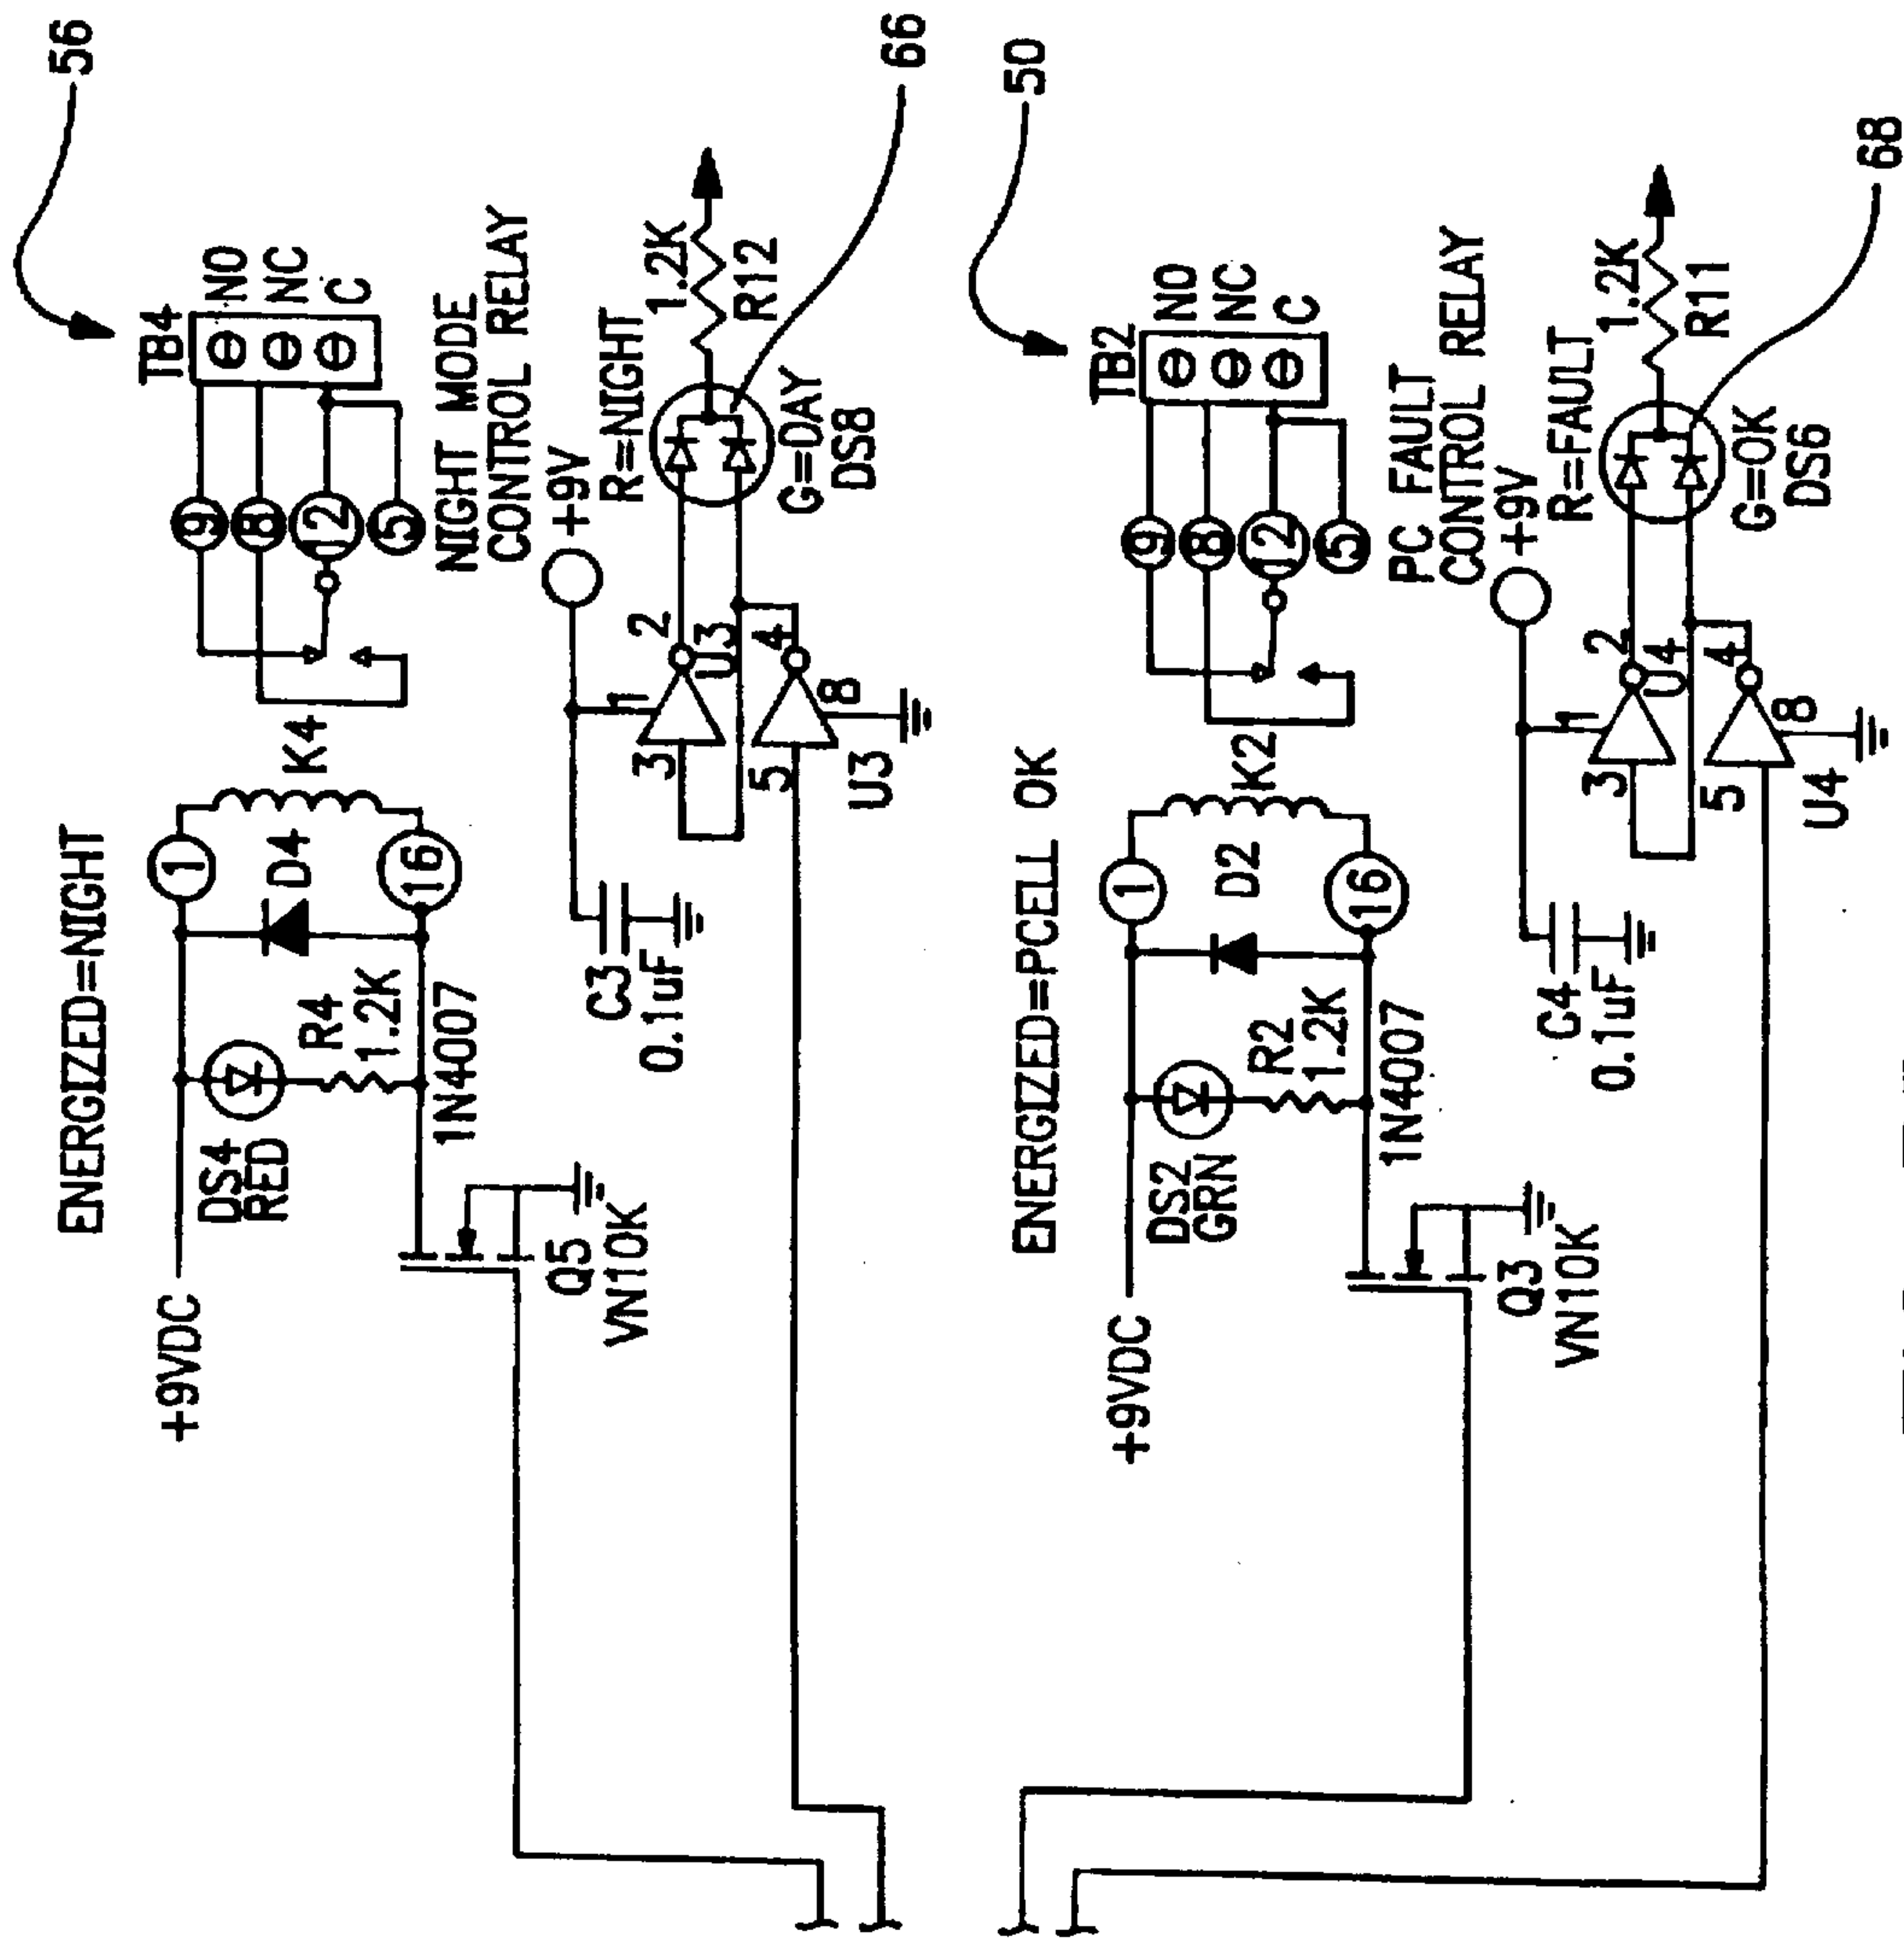 56
TB4
NO
NC
C
9
8
12
5
NIGHT MODE
CONTROL RELAY
ENERGIZED=NIGHT
+9VDC
DS4
RED
R4
1.2K
D4
1
16
K4
1N4007
Q5
VN10K
+9V
C3
0.1uF
1
2
3
U3
4
5
8
U3
R=NIGHT
G=DAY
DS8
1.2K
R12
66
50
TB2
NO
NC
C
9
8
12
5
PC FAULT
CONTROL RELAY
ENERGIZED=PCELL OK
+9VDC
DS2
GRN
R2
1.2K
D2
1
16
K2
1N4007
Q3
VN10K
+9V
C4
0.1uF
1
2
3
U4
4
5
8
U4
R=FAULT
G=OK
DS6
1.2K
R11
68